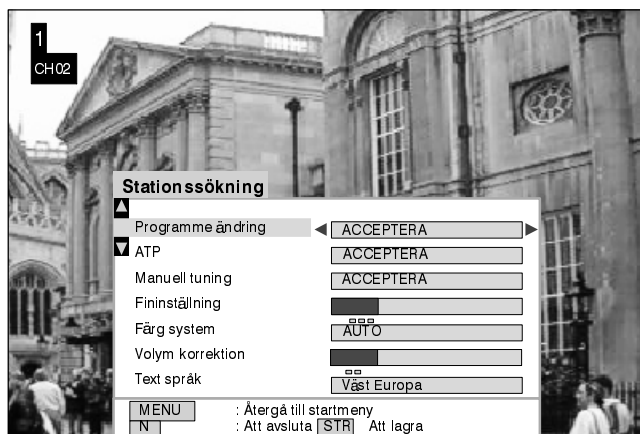 1
CH02
Stationssökning
Programme ändring ACCEPTERA
ATP ACCEPTERA
Manuell tuning ACCEPTERA
Fininställning
Färg system AUTO
Volym korrektion
Text språk Väst Europa
MENU : Återgå till startmeny
N : Att avsluta STR Att lagra